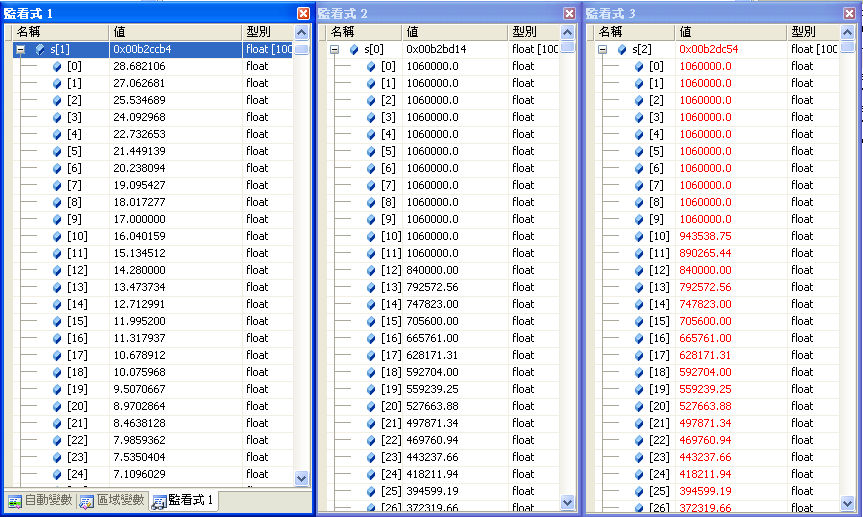 監看式 1
名稱 值 型別
s[1] 0x00b2ccb4 float [100
[0] 28.682106 float
[1] 27.062681 float
[2] 25.534689 float
[3] 24.092968 float
[4] 22.732653 float
[5] 21.449139 float
[6] 20.238094 float
[7] 19.095427 float
[8] 18.017277 float
[9] 17.000000 float
[10] 16.040159 float
[11] 15.134512 float
[12] 14.280000 float
[13] 13.473734 float
[14] 12.712991 float
[15] 11.995200 float
[16] 11.317937 float
[17] 10.678912 float
[18] 10.075968 float
[19] 9.5070667 float
[20] 8.9702864 float
[21] 8.4638128 float
[22] 7.9859362 float
[23] 7.5350404 float
[24] 7.1096029 float
自動變數 區域變數 監看式 1
監看式 2
名稱 值 型別
s[0] 0x00b2bd14 float [100
[0] 1060000.0 float
[1] 1060000.0 float
[2] 1060000.0 float
[3] 1060000.0 float
[4] 1060000.0 float
[5] 1060000.0 float
[6] 1060000.0 float
[7] 1060000.0 float
[8] 1060000.0 float
[9] 1060000.0 float
[10] 1060000.0 float
[11] 1060000.0 float
[12] 840000.00 float
[13] 792572.56 float
[14] 747823.00 float
[15] 705600.00 float
[16] 665761.00 float
[17] 628171.31 float
[18] 592704.00 float
[19] 559239.25 float
[20] 527663.88 float
[21] 497871.34 float
[22] 469760.94 float
[23] 443237.66 float
[24] 418211.94 float
[25] 394599.19 float
[26] 372319.66 float
監看式 3
名稱 值 型別
s[2] 0x00b2dc54 float [100
[0] 1060000.0 float
[1] 1060000.0 float
[2] 1060000.0 float
[3] 1060000.0 float
[4] 1060000.0 float
[5] 1060000.0 float
[6] 1060000.0 float
[7] 1060000.0 float
[8] 1060000.0 float
[9] 1060000.0 float
[10] 943538.75 float
[11] 890265.44 float
[12] 840000.00 float
[13] 792572.56 float
[14] 747823.00 float
[15] 705600.00 float
[16] 665761.00 float
[17] 628171.31 float
[18] 592704.00 float
[19] 559239.25 float
[20] 527663.88 float
[21] 497871.34 float
[22] 469760.94 float
[23] 443237.66 float
[24] 418211.94 float
[25] 394599.19 float
[26] 372319.66 float